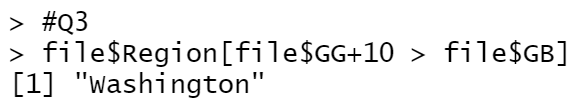 > #Q3
> file$Region[file$GG+10 > file$GB]
[1] "Washington"